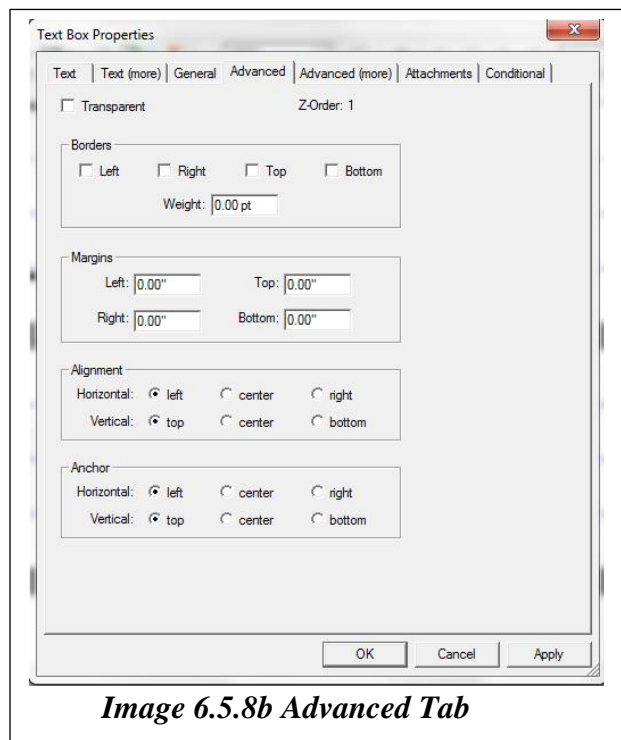 Text Box Properties
Text Text (more) General Advanced Advanced (more) Attachments Conditional
Transparent Z-Order: 1
Borders
Left Right Top Bottom
Weight: 0.00 pt
Margins
Left: 0.00" Top: 0.00"
Right: 0.00" Bottom: 0.00"
Alignment
Horizontal: left center right
Vertical: top center bottom
Anchor
Horizontal: left center right
Vertical: top center bottom
OK Cancel Apply
Image 6.5.8b Advanced Tab